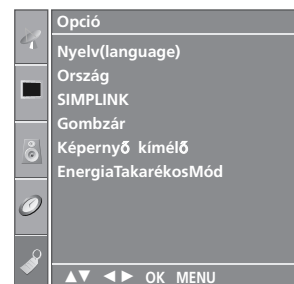 Opció
Nyelv(language)
Ország
SIMPLINK
Gombzár
Képernyő kímélő
EnergiaTakarékosMód
▲▼ ◄► OK MENU